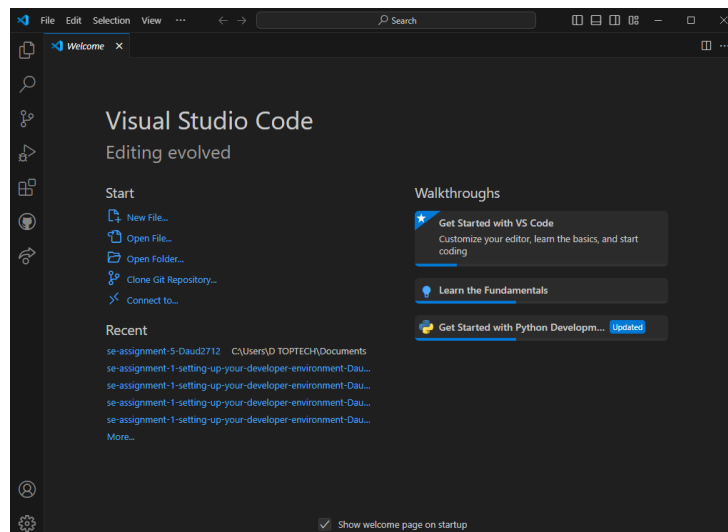 File Edit Selection View ··· Search
Welcome
Visual Studio Code
Editing evolved
Start
New File...
Open File...
Open Folder...
Clone Git Repository...
Connect to...
Recent
se-assignment-5-Daud2712 C:\Users\D TOPTECH\Documents
se-assignment-1-setting-up-your-developer-environment-Dau...
se-assignment-1-setting-up-your-developer-environment-Dau...
se-assignment-1-setting-up-your-developer-environment-Dau...
se-assignment-1-setting-up-your-developer-environment-Dau...
More...
Walkthroughs
Get Started with VS Code
Customize your editor, learn the basics, and start
coding
Learn the Fundamentals
Get Started with Python Developm... Updated
Show welcome page on startup